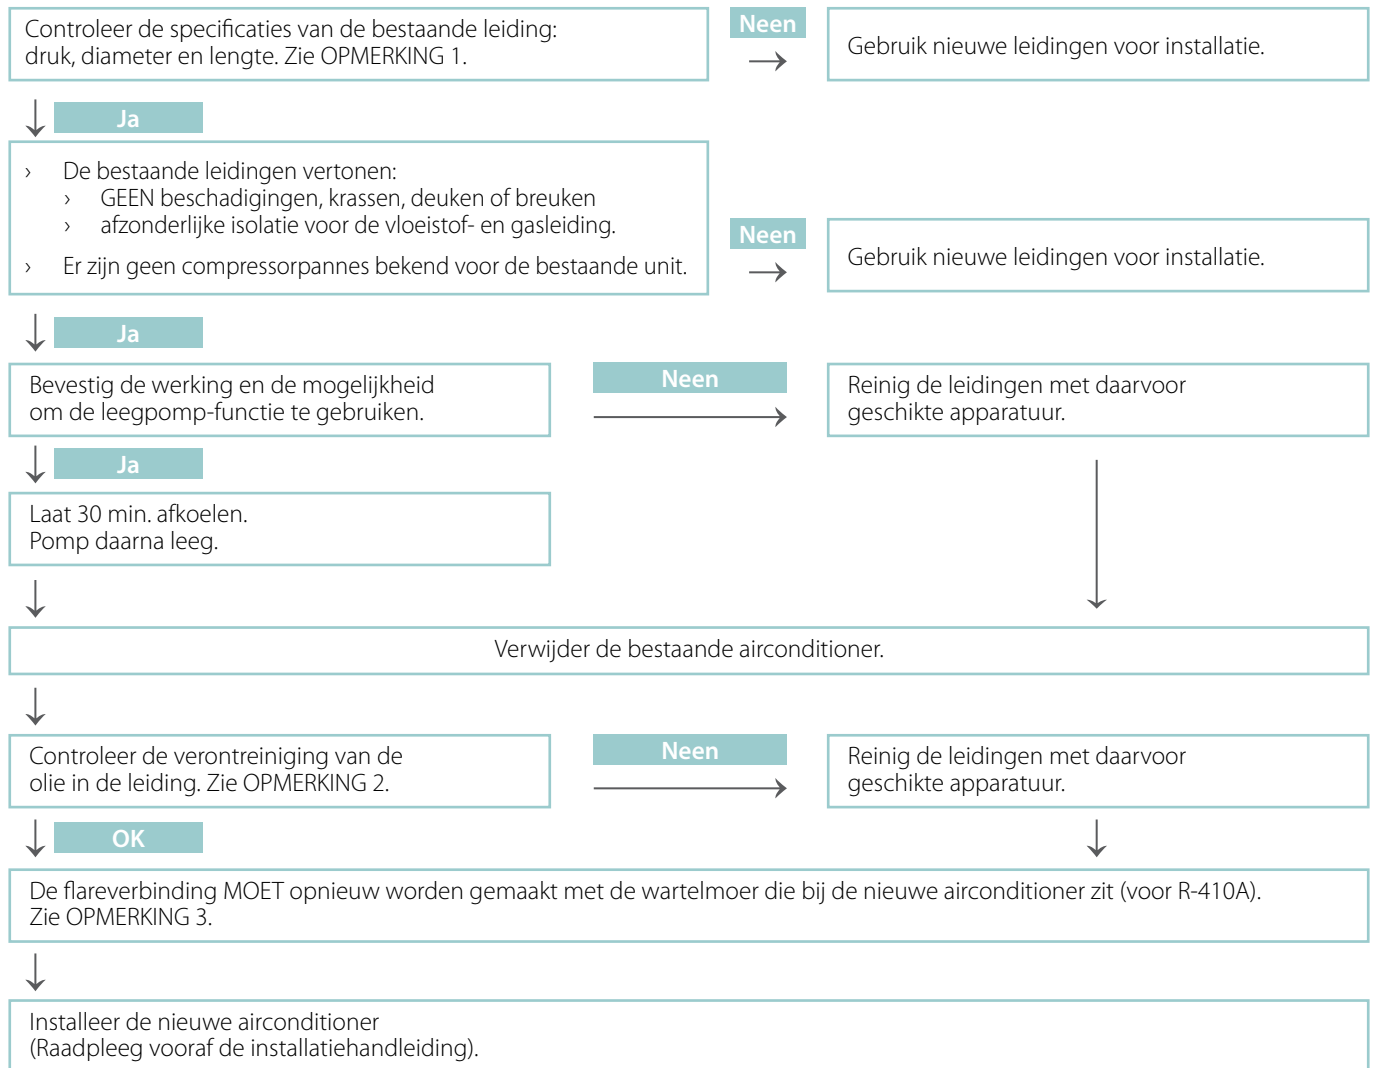 Controleer de specificaties van de bestaande leiding:
druk, diameter en lengte. Zie OPMERKING 1.
Neen
Gebruik nieuwe leidingen voor installatie.
Ja
› De bestaande leidingen vertonen:
› GEEN beschadigingen, krassen, deuken of breuken
› afzonderlijke isolatie voor de vloeistof- en gasleiding.
› Er zijn geen compressorpannes bekend voor de bestaande unit.
Neen
Gebruik nieuwe leidingen voor installatie.
Ja
Bevestig de werking en de mogelijkheid
om de leegpomp-functie te gebruiken.
Neen
Reinig de leidingen met daarvoor
geschikte apparatuur.
Ja
Laat 30 min. afkoelen.
Pomp daarna leeg.
Verwijder de bestaande airconditioner.
Controleer de verontreiniging van de
olie in de leiding. Zie OPMERKING 2.
Neen
Reinig de leidingen met daarvoor
geschikte apparatuur.
OK
De flareverbinding MOET opnieuw worden gemaakt met de wartelmoer die bij de nieuwe airconditioner zit (voor R-410A).
Zie OPMERKING 3.
Installeer de nieuwe airconditioner
(Raadpleeg vooraf de installatiehandleiding).